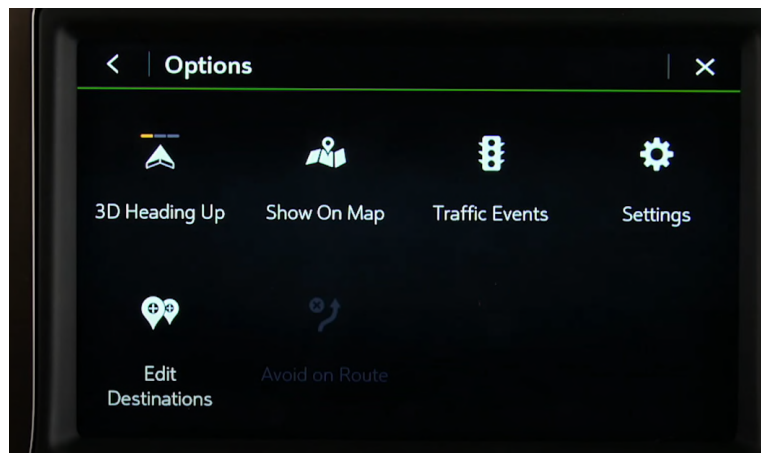 Options
3D Heading Up
Show On Map
Traffic Events
Settings
Edit
Destinations
Avoid on Route